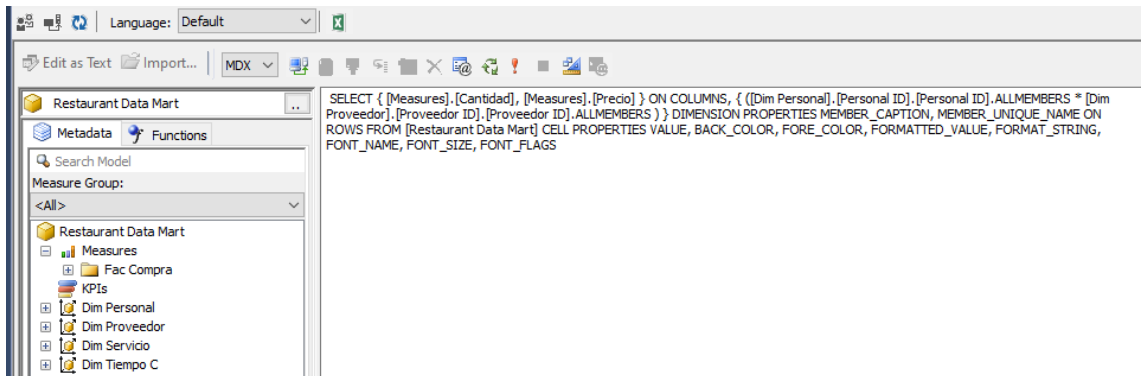 Language: Default
Edit as Text Import... MDX
Restaurant Data Mart ..
Metadata Functions
Search Model
Measure Group:
<All>
Restaurant Data Mart
Measures
Fac Compra
KPIs
Dim Personal
Dim Proveedor
Dim Servicio
Dim Tiempo C
SELECT { [Measures].[Cantidad], [Measures].[Precio] } ON COLUMNS, { ([Dim Personal].[Personal ID].[Personal ID].ALLMEMBERS * [Dim
Proveedor].[Proveedor ID].[Proveedor ID].ALLMEMBERS ) } DIMENSION PROPERTIES MEMBER_CAPTION, MEMBER_UNIQUE_NAME ON
ROWS FROM [Restaurant Data Mart] CELL PROPERTIES VALUE, BACK_COLOR, FORE_COLOR, FORMATTED_VALUE, FORMAT_STRING,
FONT_NAME, FONT_SIZE, FONT_FLAGS